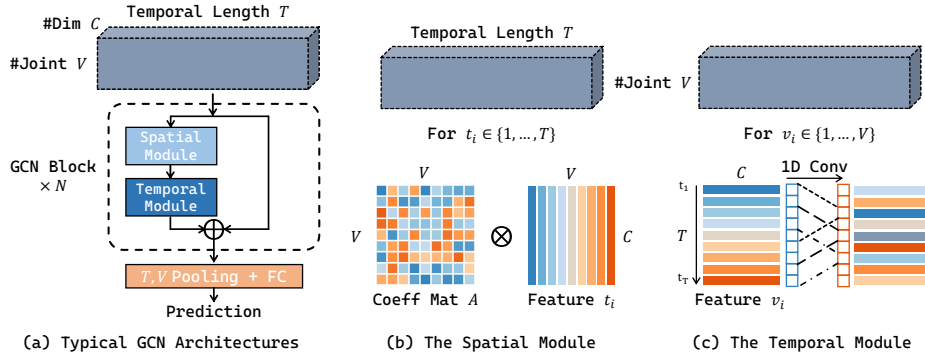 Temporal Length T
#Dim C
#Joint V
GCN Block
× N
Spatial
Module
Temporal
Module
T, V Pooling + FC
Prediction
(a) Typical GCN Architectures
Temporal Length T
For t_i ∈ {1, …, T}
V
V
V
C
Coeff Mat A
Feature t_i
(b) The Spatial Module
#Joint V
For v_i ∈ {1, …, V}
1D Conv
C
t_1
T
t_T
Feature v_i
(c) The Temporal Module